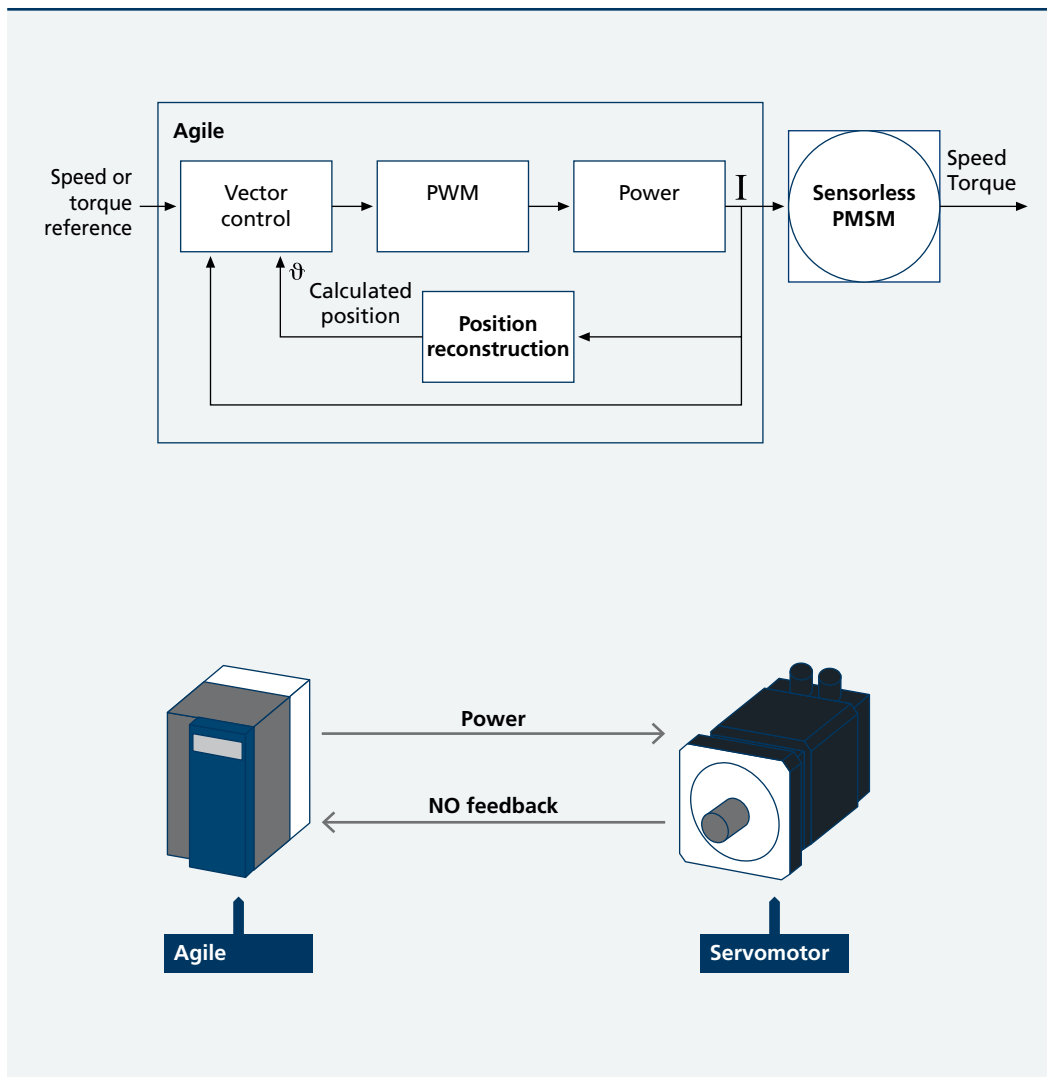 Agile
Speed or
torque
reference
Vector
control
PWM
Power
I
Sensorless
PMSM
Speed
Torque
ϑ
Calculated
position
Position
reconstruction
Power
NO feedback
Agile
Servomotor